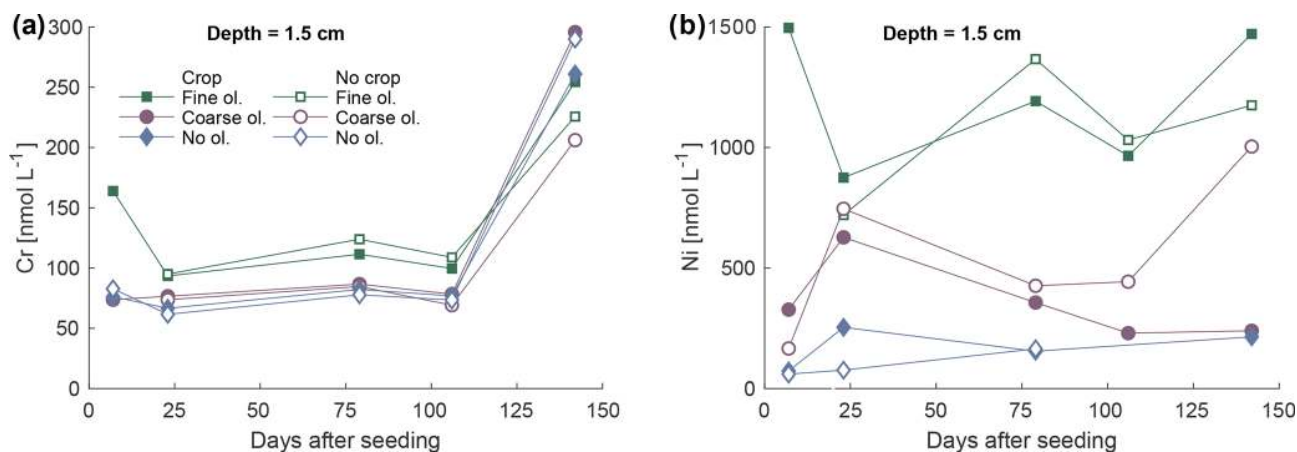 (a)
Depth = 1.5 cm
Cr [nmol L-1]
300
250
200
150
100
50
0
Crop No crop
Fine ol. Fine ol.
Coarse ol. Coarse ol.
No ol. No ol.
0 25 50 75 100 125 150
Days after seeding
(b)
Depth = 1.5 cm
Ni [nmol L-1]
1500
1000
500
0
0 25 50 75 100 125 150
Days after seeding